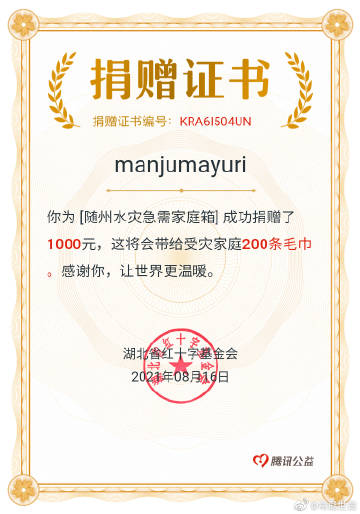 捐赠证书
捐赠证书编号：KRA6I504UN
manjumayuri
你为 [随州水灾急需家庭箱] 成功捐赠了
1000元，这将会带给受灾家庭200条毛巾
。感谢你，让世界更温暖。
湖北省红十字基金会
2021年08月16日
腾讯公益